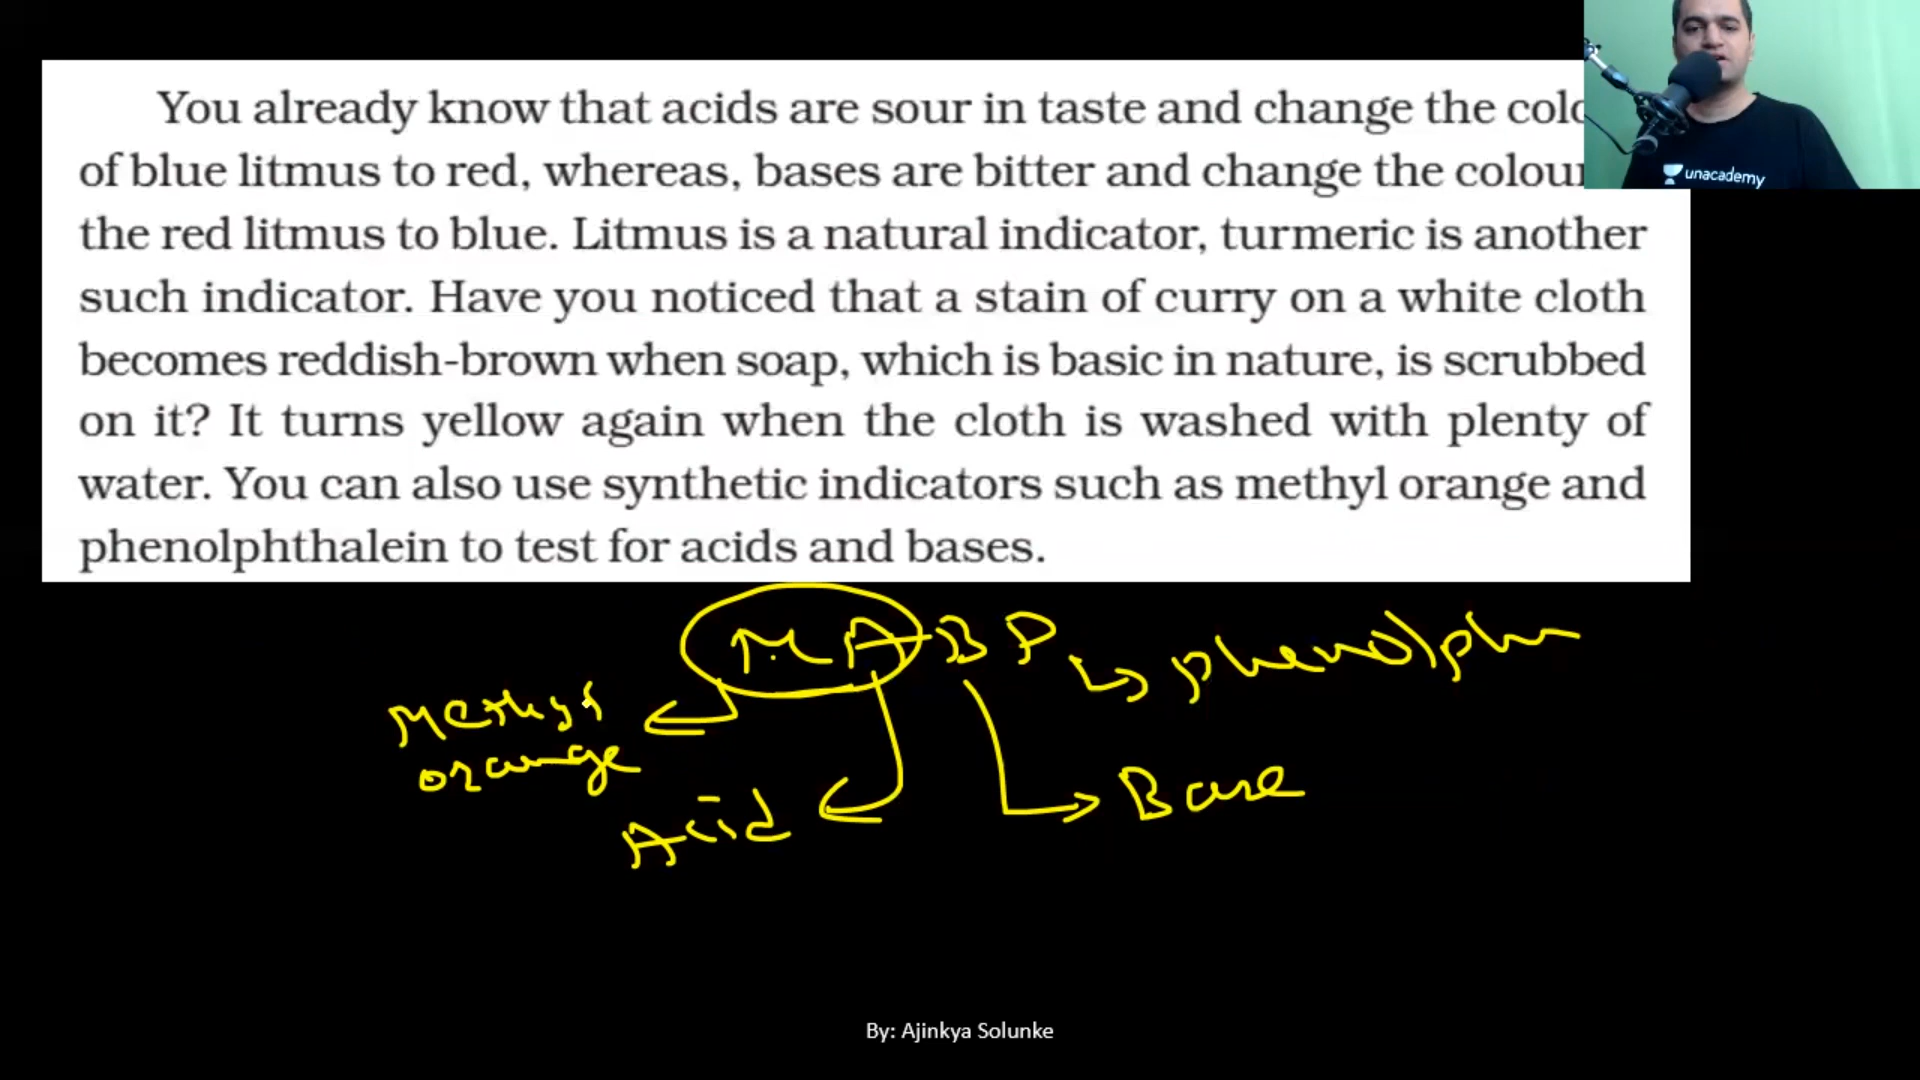 You already know that acids are sour in taste and change the colo
of blue litmus to red, whereas, bases are bitter and change the colour
the red litmus to blue. Litmus is a natural indicator, turmeric is another
such indicator. Have you noticed that a stain of curry on a white cloth
becomes reddish-brown when soap, which is basic in nature, is scrubbed
on it? It turns yellow again when the cloth is washed with plenty of
water. You can also use synthetic indicators such as methyl orange and
phenolphthalein to test for acids and bases.
unacademy
MA-BP
phenolph
Methyl
orange
Acid
Base
By: Ajinkya Solunke